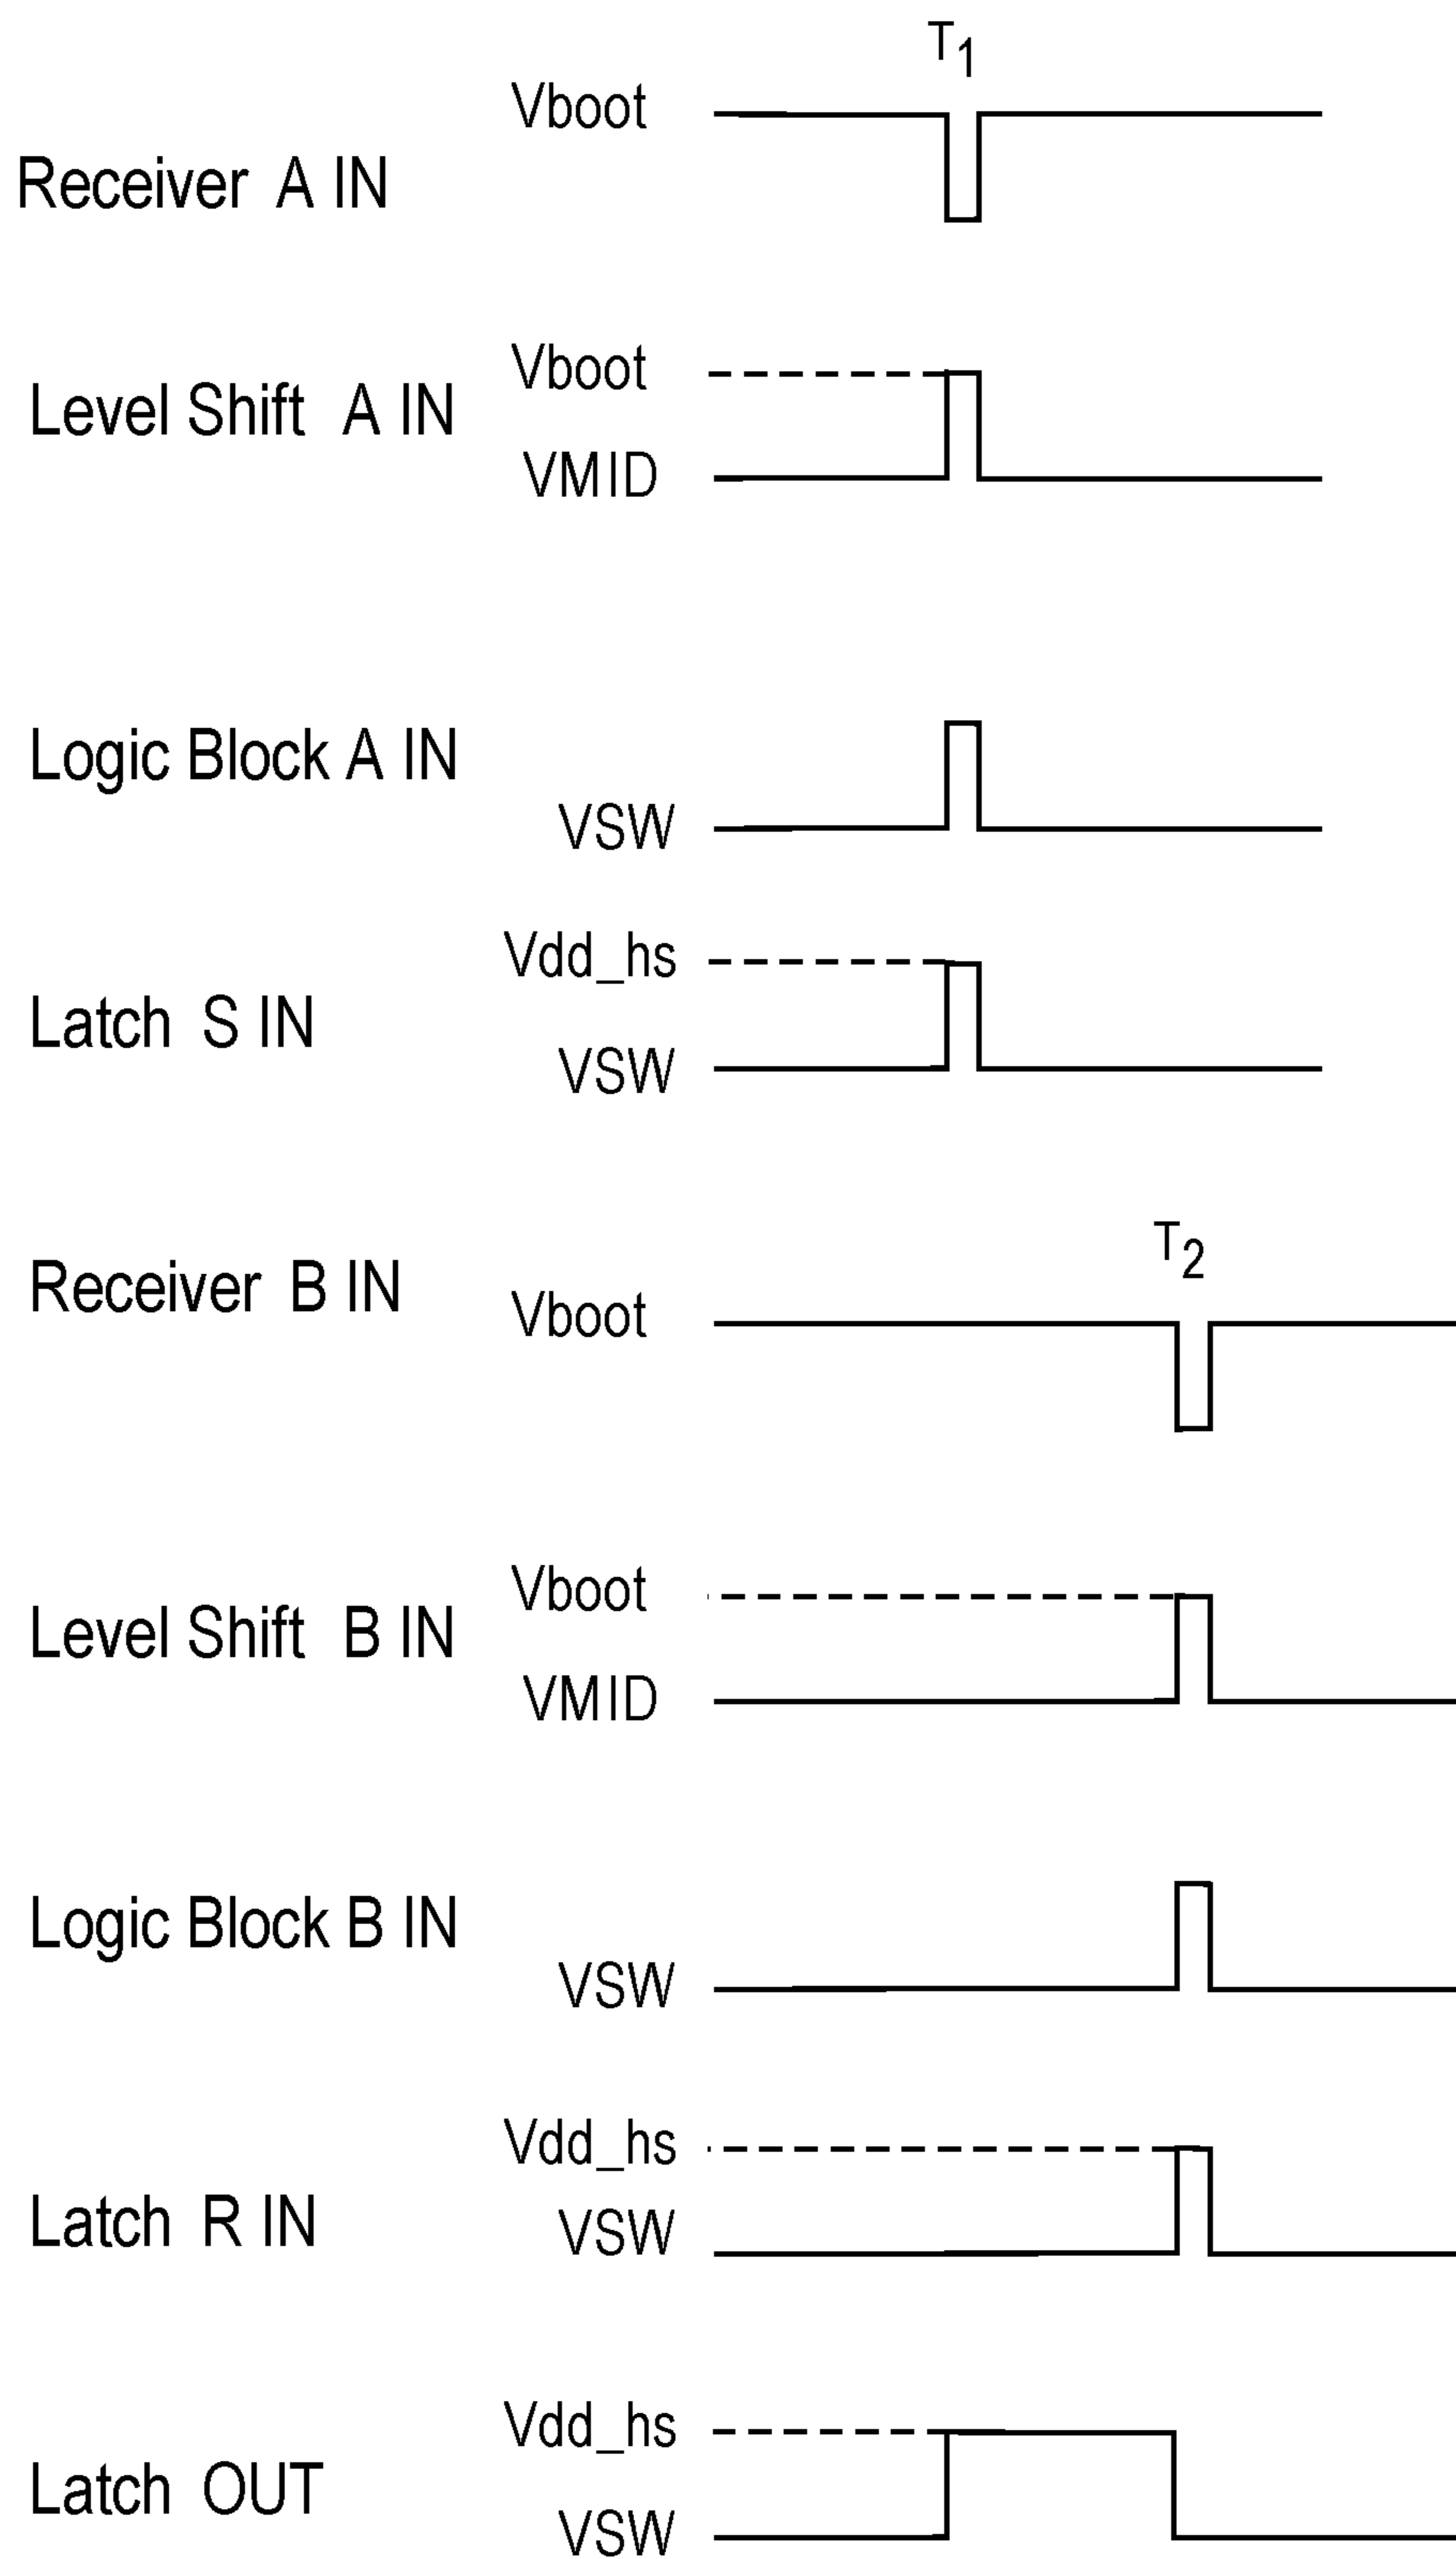 T1
Vboot
Receiver A IN
Vboot
Level Shift A IN
VMID
Logic Block A IN
VSW
Vdd_hs
Latch S IN
VSW
T2
Receiver B IN
Vboot
Vboot
Level Shift B IN
VMID
Logic Block B IN
VSW
Vdd_hs
Latch R IN
VSW
Vdd_hs
Latch OUT
VSW